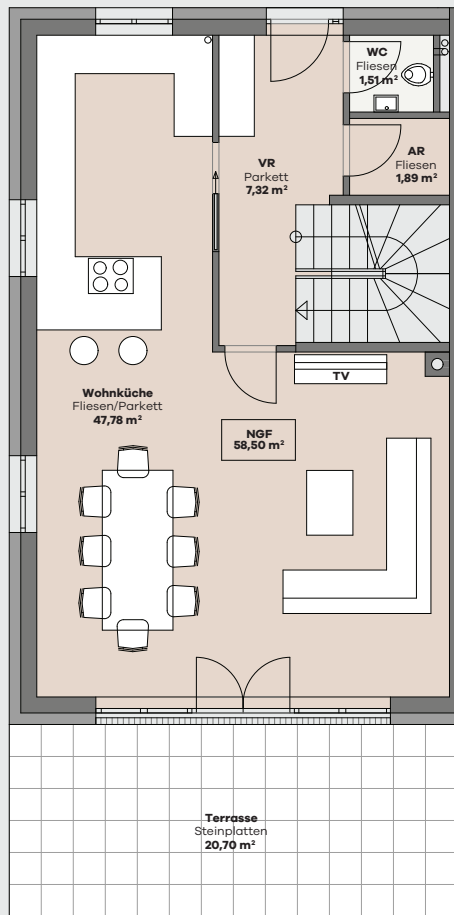 WC
Fliesen
1,51 m²
AR
Fliesen
1,89 m²
VR
Parkett
7,32 m²
TV
Wohnküche
Fliesen/Parkett
47,78 m²
NGF
58,50 m²
Terrasse
Steinplatten
20,70 m²